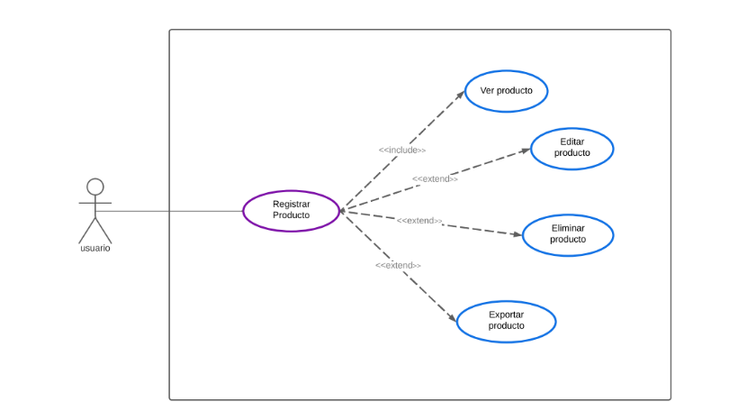 Ver producto
Editar
producto
<<include>>
<<extend>>
Registrar
Producto
<<extend>>
Eliminar
producto
usuario
<<extend>>
Exportar
producto